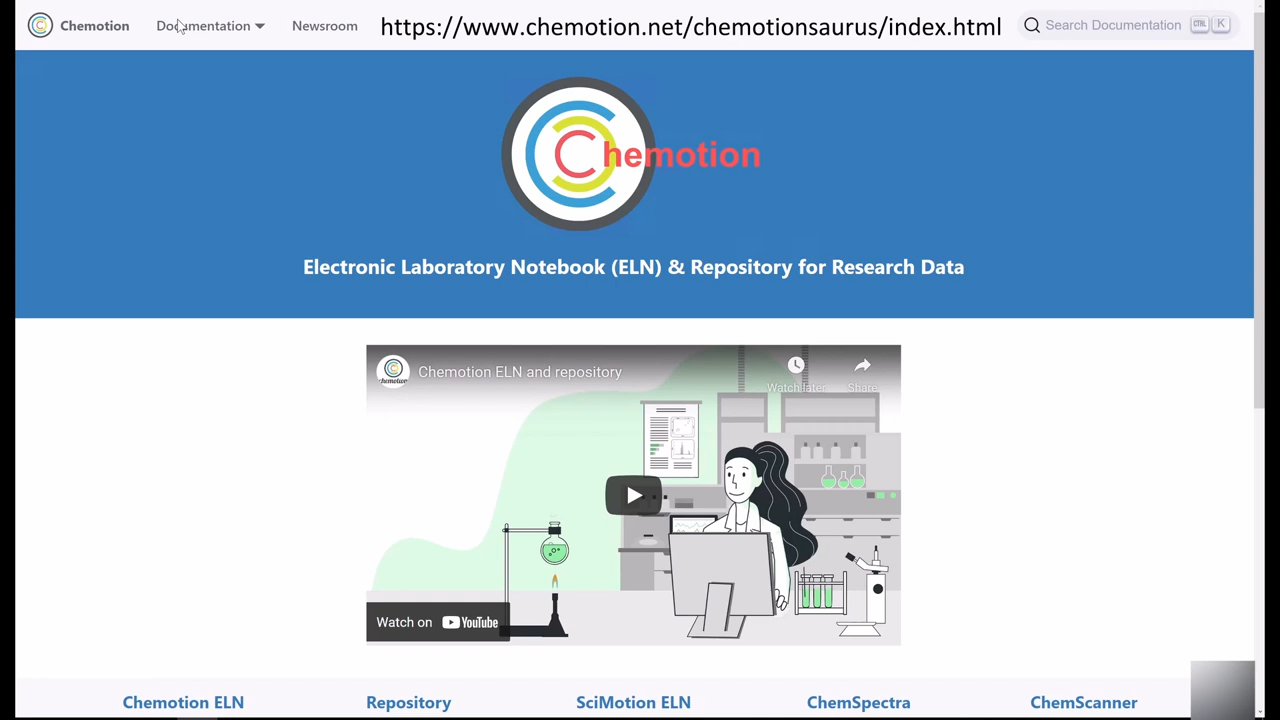 Chemotion Documentation Newsroom https://www.chemotion.net/chemotionsaurus/index.html Search Documentation CTRL K
Chemotion
Electronic Laboratory Notebook (ELN) & Repository for Research Data
chemotion Chemotion ELN and repository
Watch later Share
Watch on YouTube
Chemotion ELN Repository SciMotion ELN ChemSpectra ChemScanner